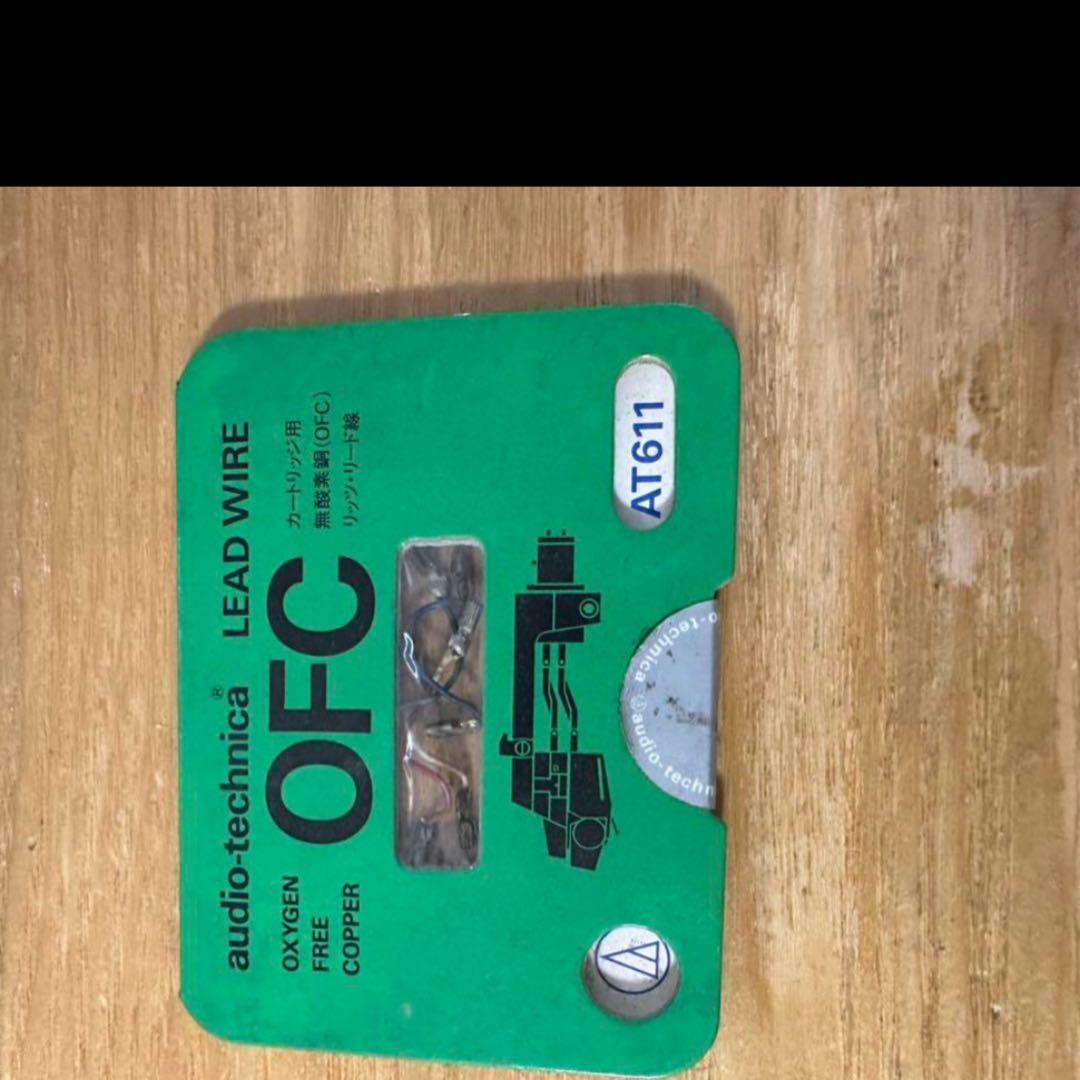 audio-technica® LEAD WIRE
OXYGEN
FREE
COPPER
OFC
カートリッジ用
無酸素銅(OFC)
リッツ・リード線
AT611
o-technica audio-techn